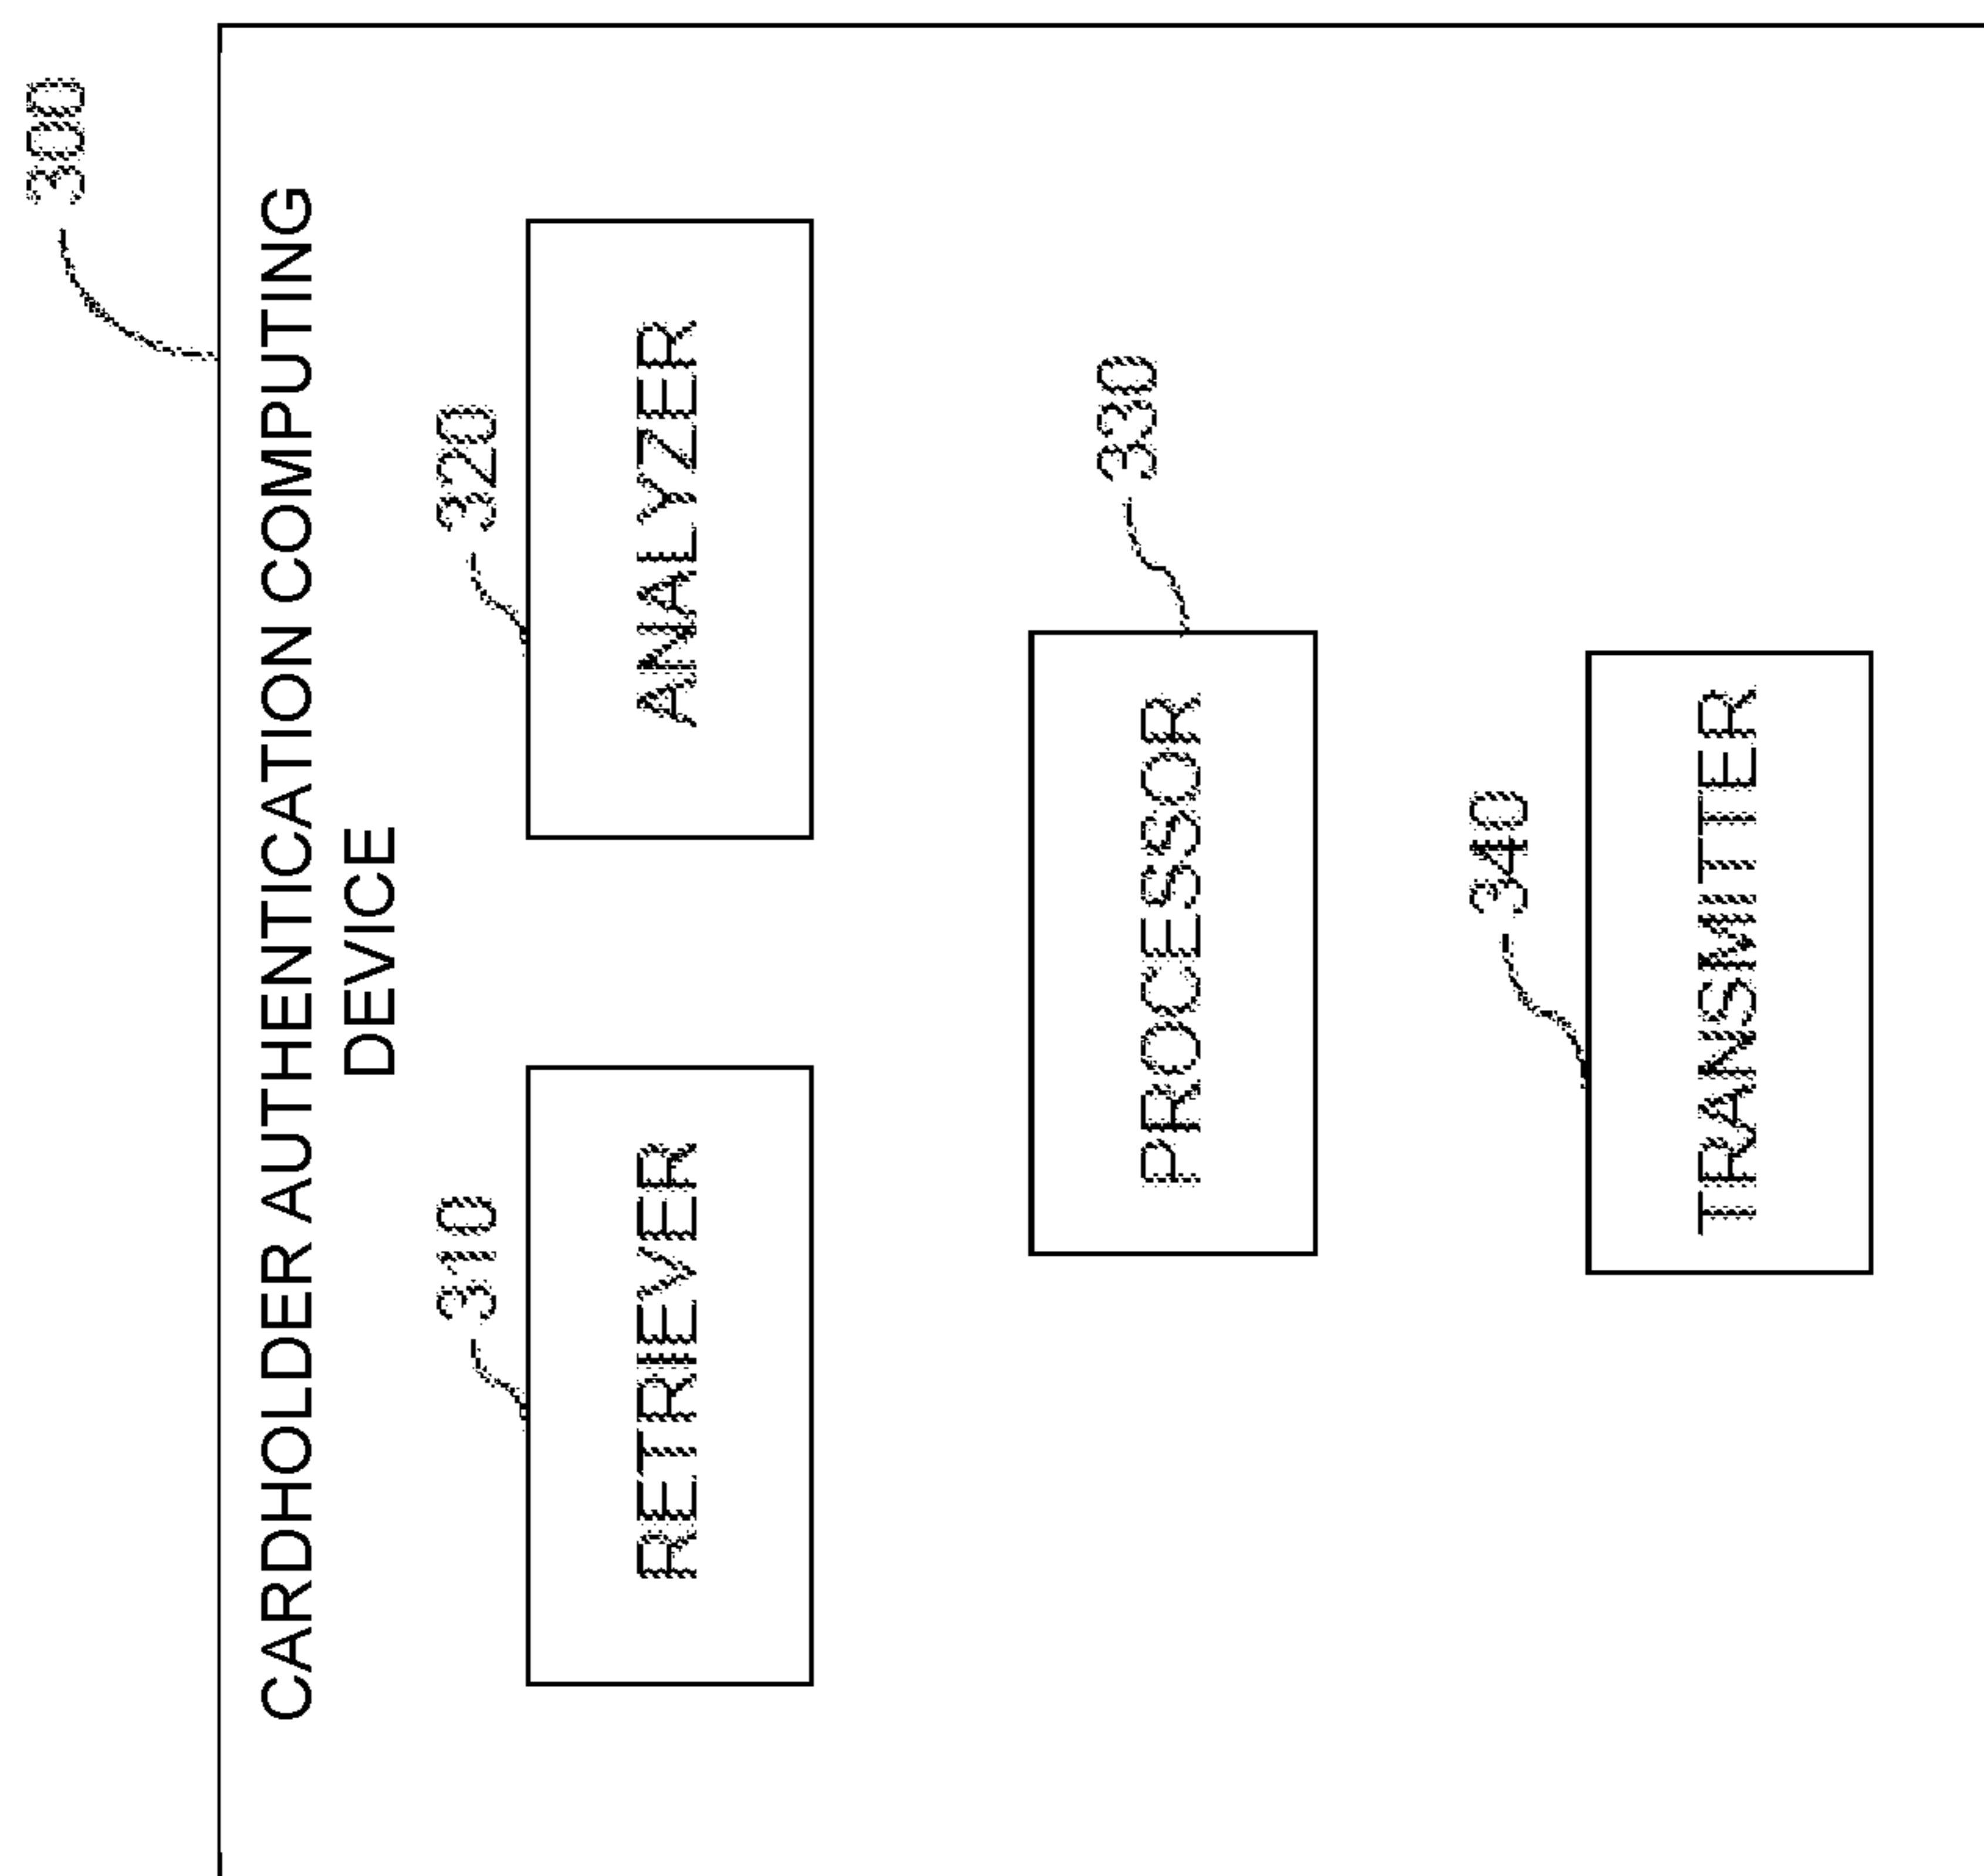 300
CARDHOLDER AUTHENTICATION COMPUTING
DEVICE
310
320
RETRIEVER
ANALYZER
330
PROCESSOR
340
TRANSMITTER